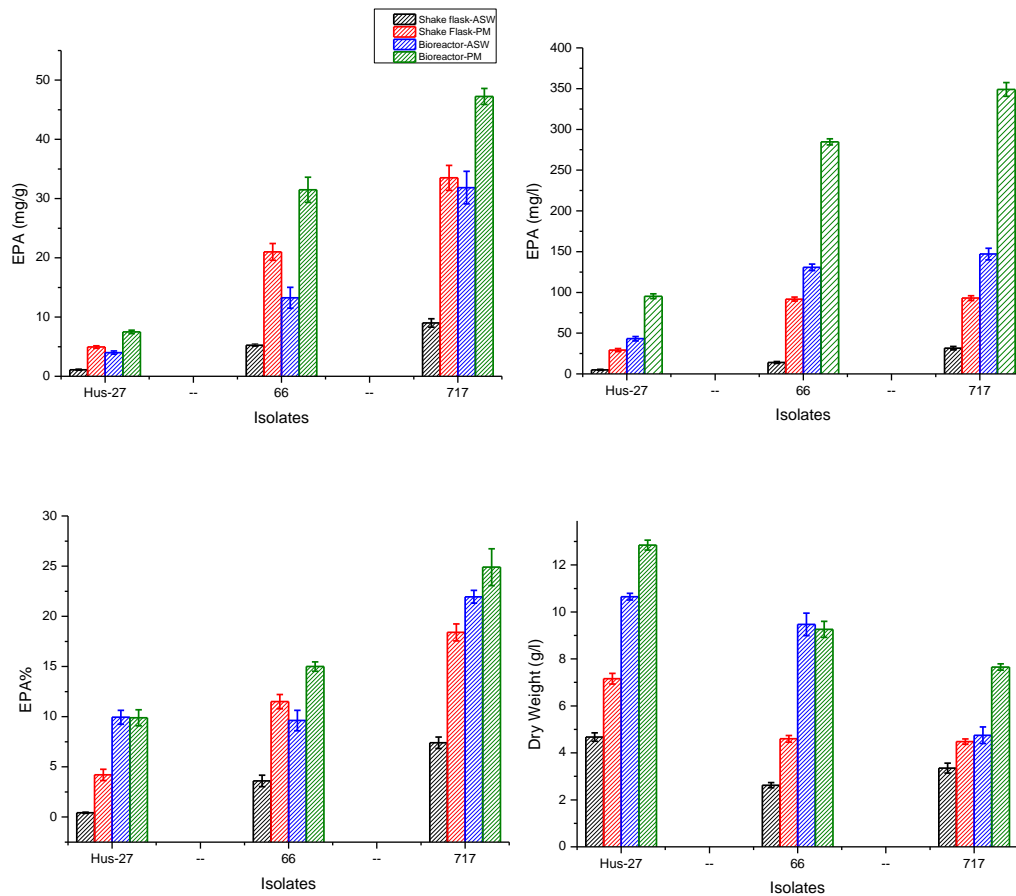 Shake flask-ASW
Shake Flask-PM
Bioreactor-ASW
Bioreactor-PM
EPA (mg/g)
50
40
30
20
10
0
Hus-27 -- 66 -- 717
Isolates
EPA (mg/l)
400
350
300
250
200
150
100
50
0
Hus-27 -- 66 -- 717
Isolates
EPA%
30
25
20
15
10
5
0
Hus-27 -- 66 -- 717
Isolates
Dry Weight (g/l)
12
10
8
6
4
2
0
Hus-27 -- 66 -- 717
Isolates